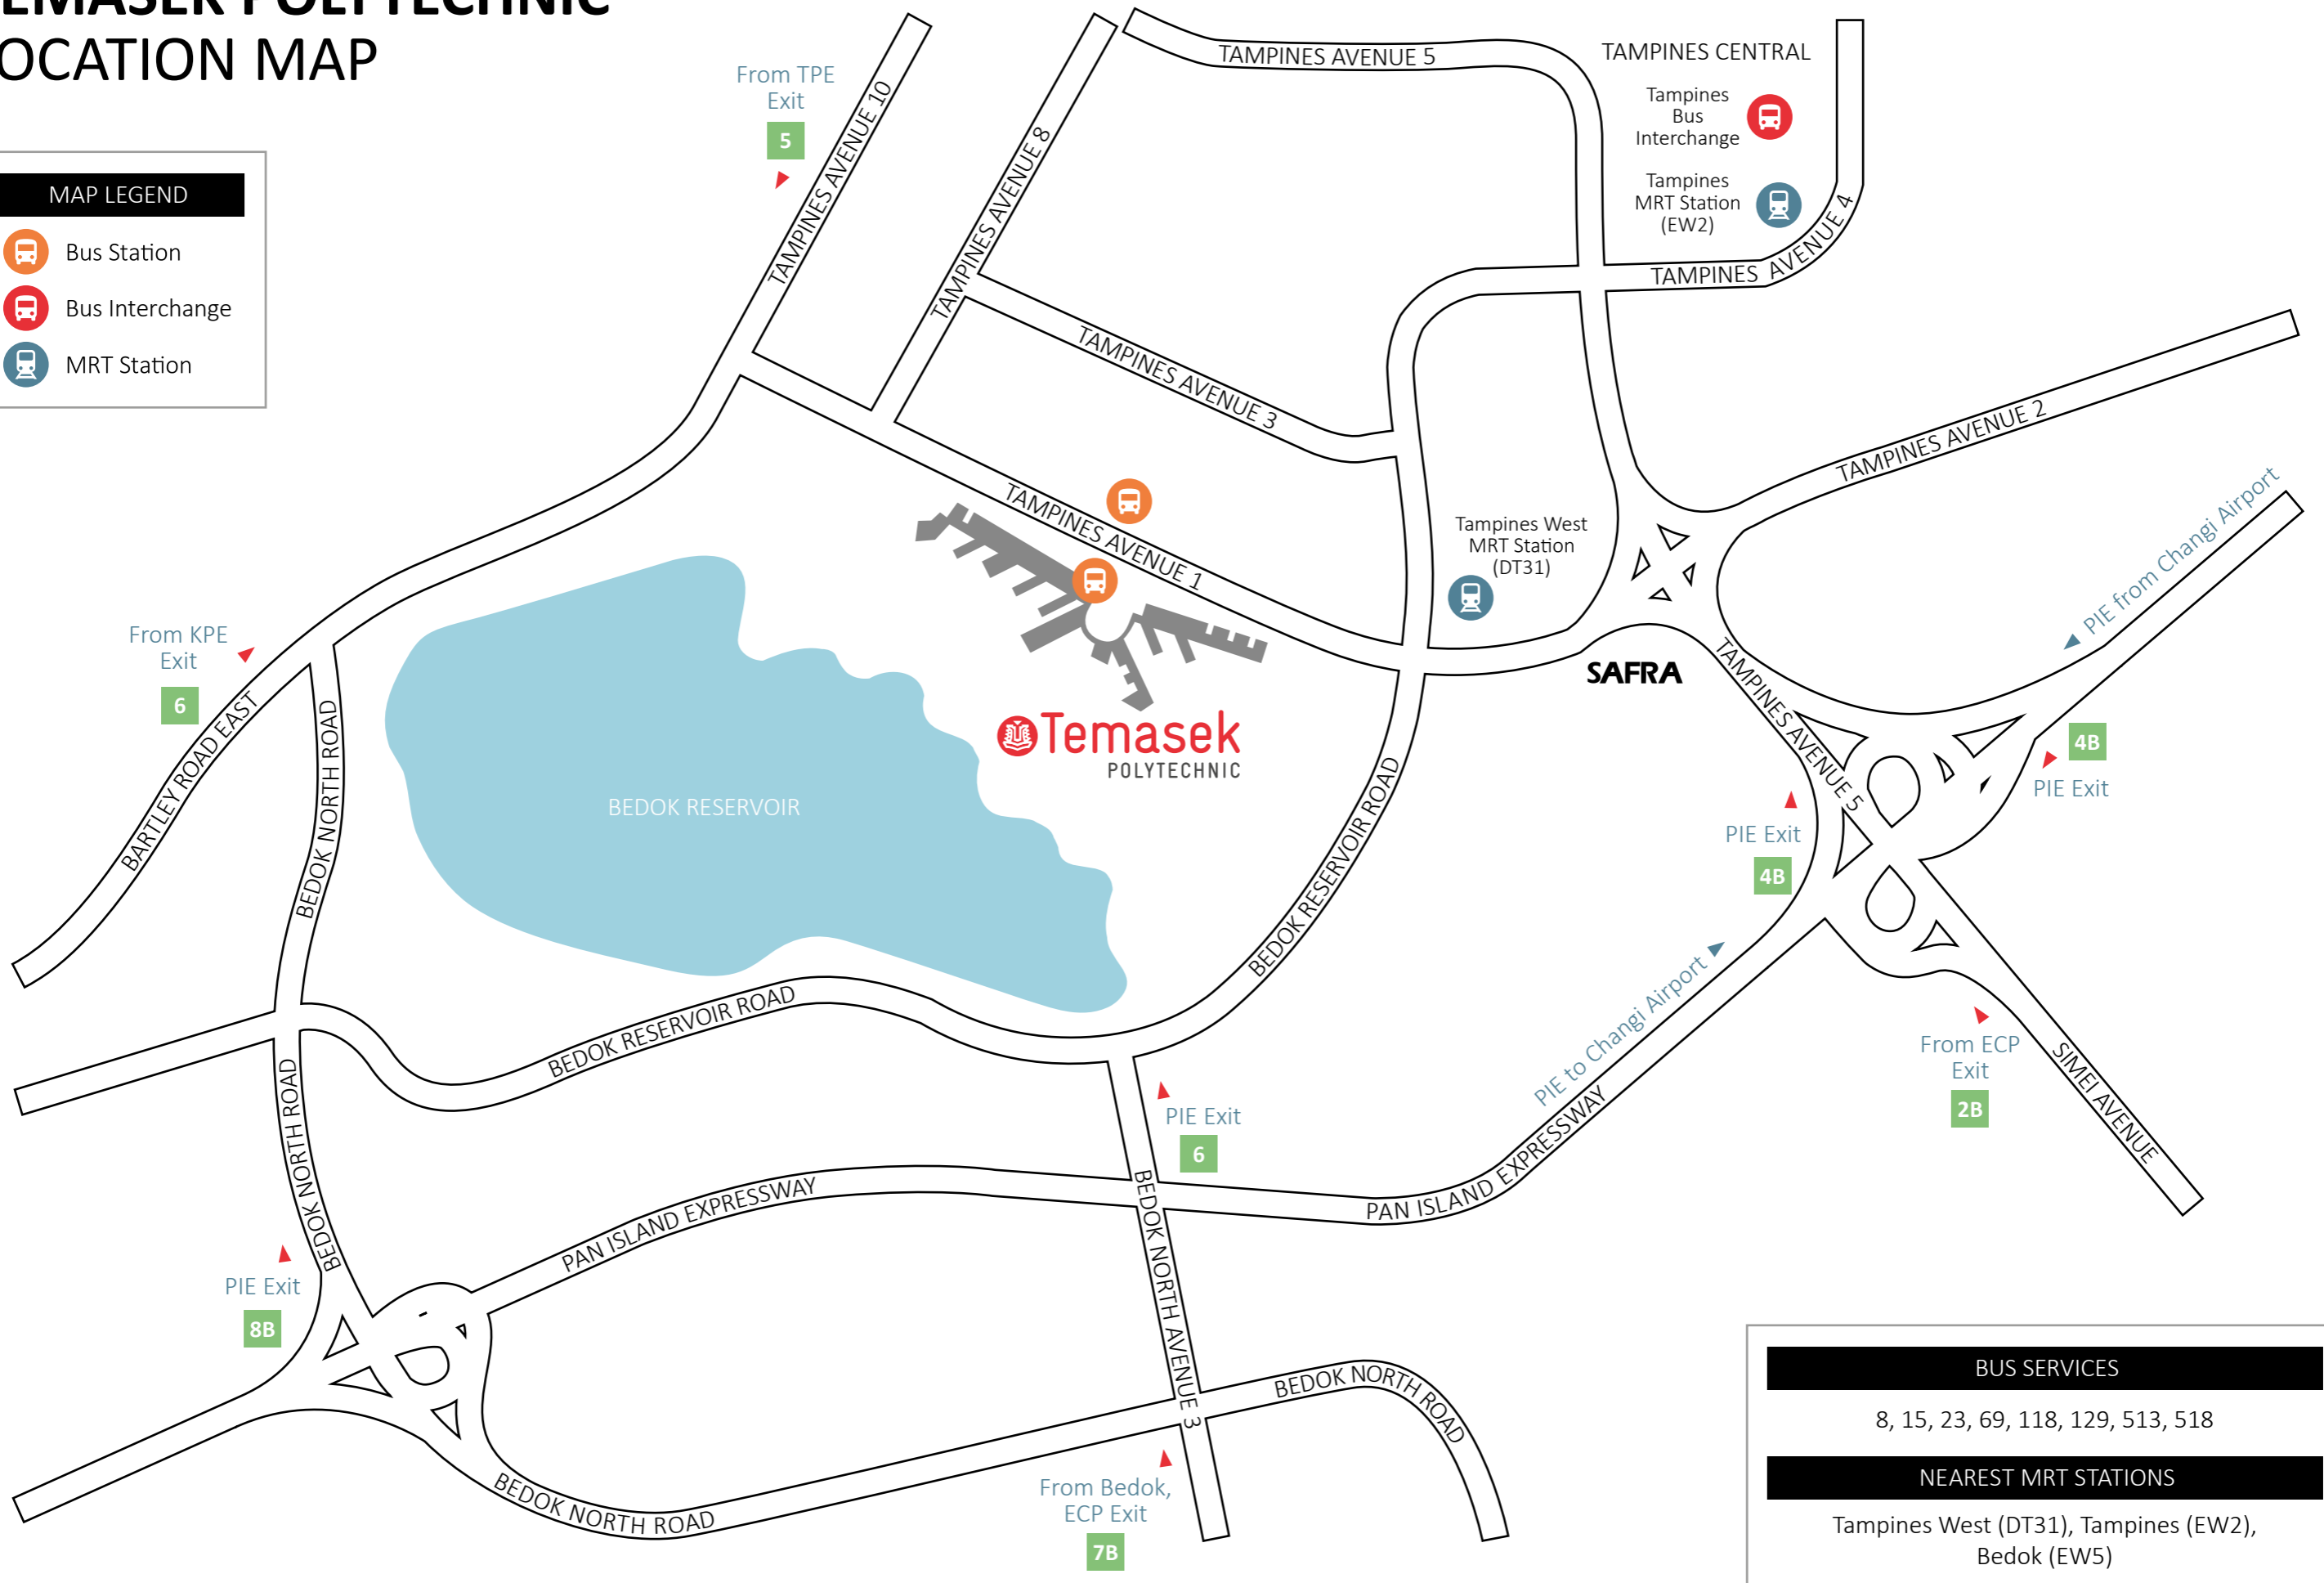 EMASEK POLYTECHNIC
OCATION MAP
MAP LEGEND
Bus Station
Bus Interchange
MRT Station
From TPE
Exit
5
TAMPINES AVENUE 10
TAMPINES AVENUE 8
TAMPINES AVENUE 5
TAMPINES CENTRAL
Tampines
Bus
Interchange
Tampines
MRT Station
(EW2)
TAMPINES AVENUE 4
TAMPINES AVENUE 3
TAMPINES AVENUE 2
TAMPINES AVENUE 1
Tampines West
MRT Station
(DT31)
PIE from Changi Airport
From KPE
Exit
6
BARTLEY ROAD EAST
BEDOK NORTH ROAD
SAFRA
TAMPINES AVENUE 5
Temasek
POLYTECHNIC
BEDOK RESERVOIR
4B
PIE Exit
PIE Exit
4B
BEDOK RESERVOIR ROAD
BEDOK RESERVOIR ROAD
PIE to Changi Airport
From ECP
Exit
2B
SIMEI AVENUE
BEDOK NORTH ROAD
PIE Exit
6
PAN ISLAND EXPRESSWAY
PAN ISLAND EXPRESSWAY
BEDOK NORTH AVENUE 3
PIE Exit
8B
BEDOK NORTH ROAD
BEDOK NORTH ROAD
From Bedok,
ECP Exit
7B
BUS SERVICES
8, 15, 23, 69, 118, 129, 513, 518
NEAREST MRT STATIONS
Tampines West (DT31), Tampines (EW2),
Bedok (EW5)